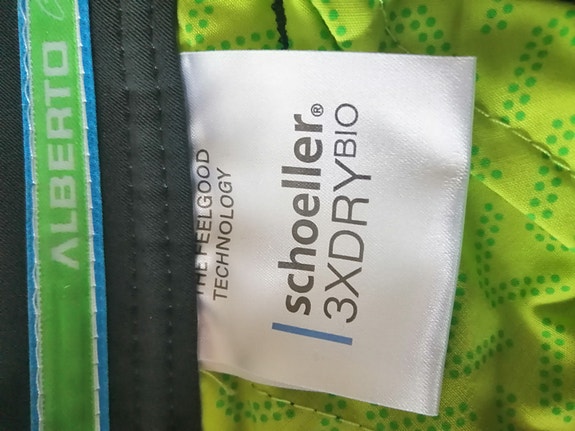 ALBERTO
THE FEELGOOD
TECHNOLOGY
schoeller®
3XDRYBIO